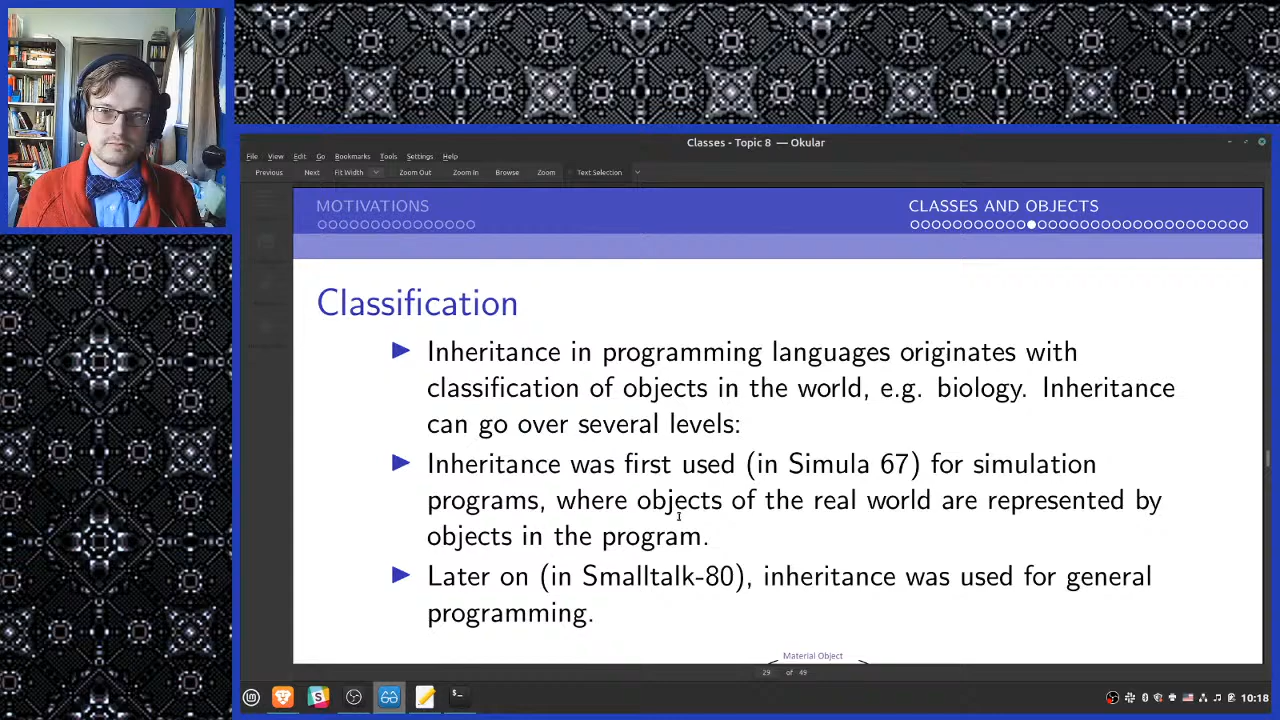 Classes - Topic 8 — Okular
File View Edit Go Bookmarks Tools Settings Help
Previous Next Fit Width Zoom Out Zoom In Browse Zoom Text Selection
MOTIVATIONS CLASSES AND OBJECTS
Classification
Inheritance in programming languages originates with
classification of objects in the world, e.g. biology. Inheritance
can go over several levels:
Inheritance was first used (in Simula 67) for simulation
programs, where objects of the real world are represented by
objects in the program.
Later on (in Smalltalk-80), inheritance was used for general
programming.
Material Object
29 of 49
10:18